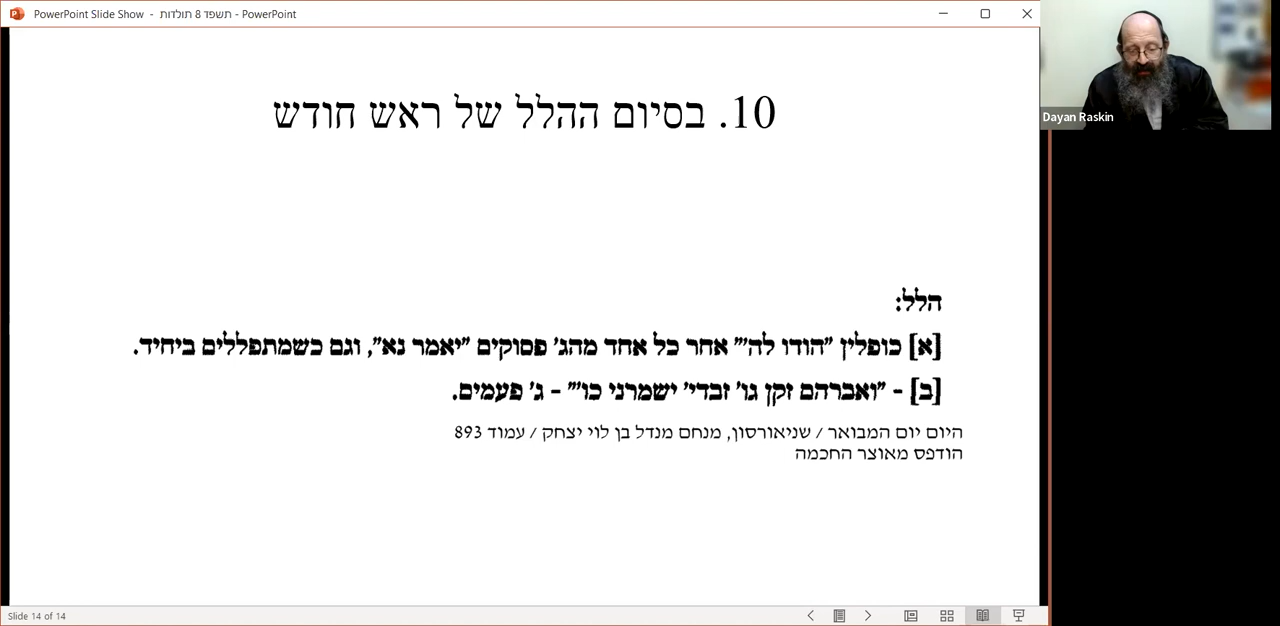 PowerPoint Slide Show - תשפד 8 תולדות - PowerPoint
Dayan Raskin
10. בסיום ההלל של ראש חודש
הלל:
[א] כופלין "הודו לה'" אחר כל אחד מהג' פסוקים "יאמר נא", וגם כשמתפללים ביחיד.
[ב] - "ואברהם זקן גו' זבדי' ישמרני כו'" - ג' פעמים.
היום יום המבואר / שניאורסון, מנחם מנדל בן לוי יצחק / עמוד 893
הודפס מאוצר החכמה
Slide 14 of 14